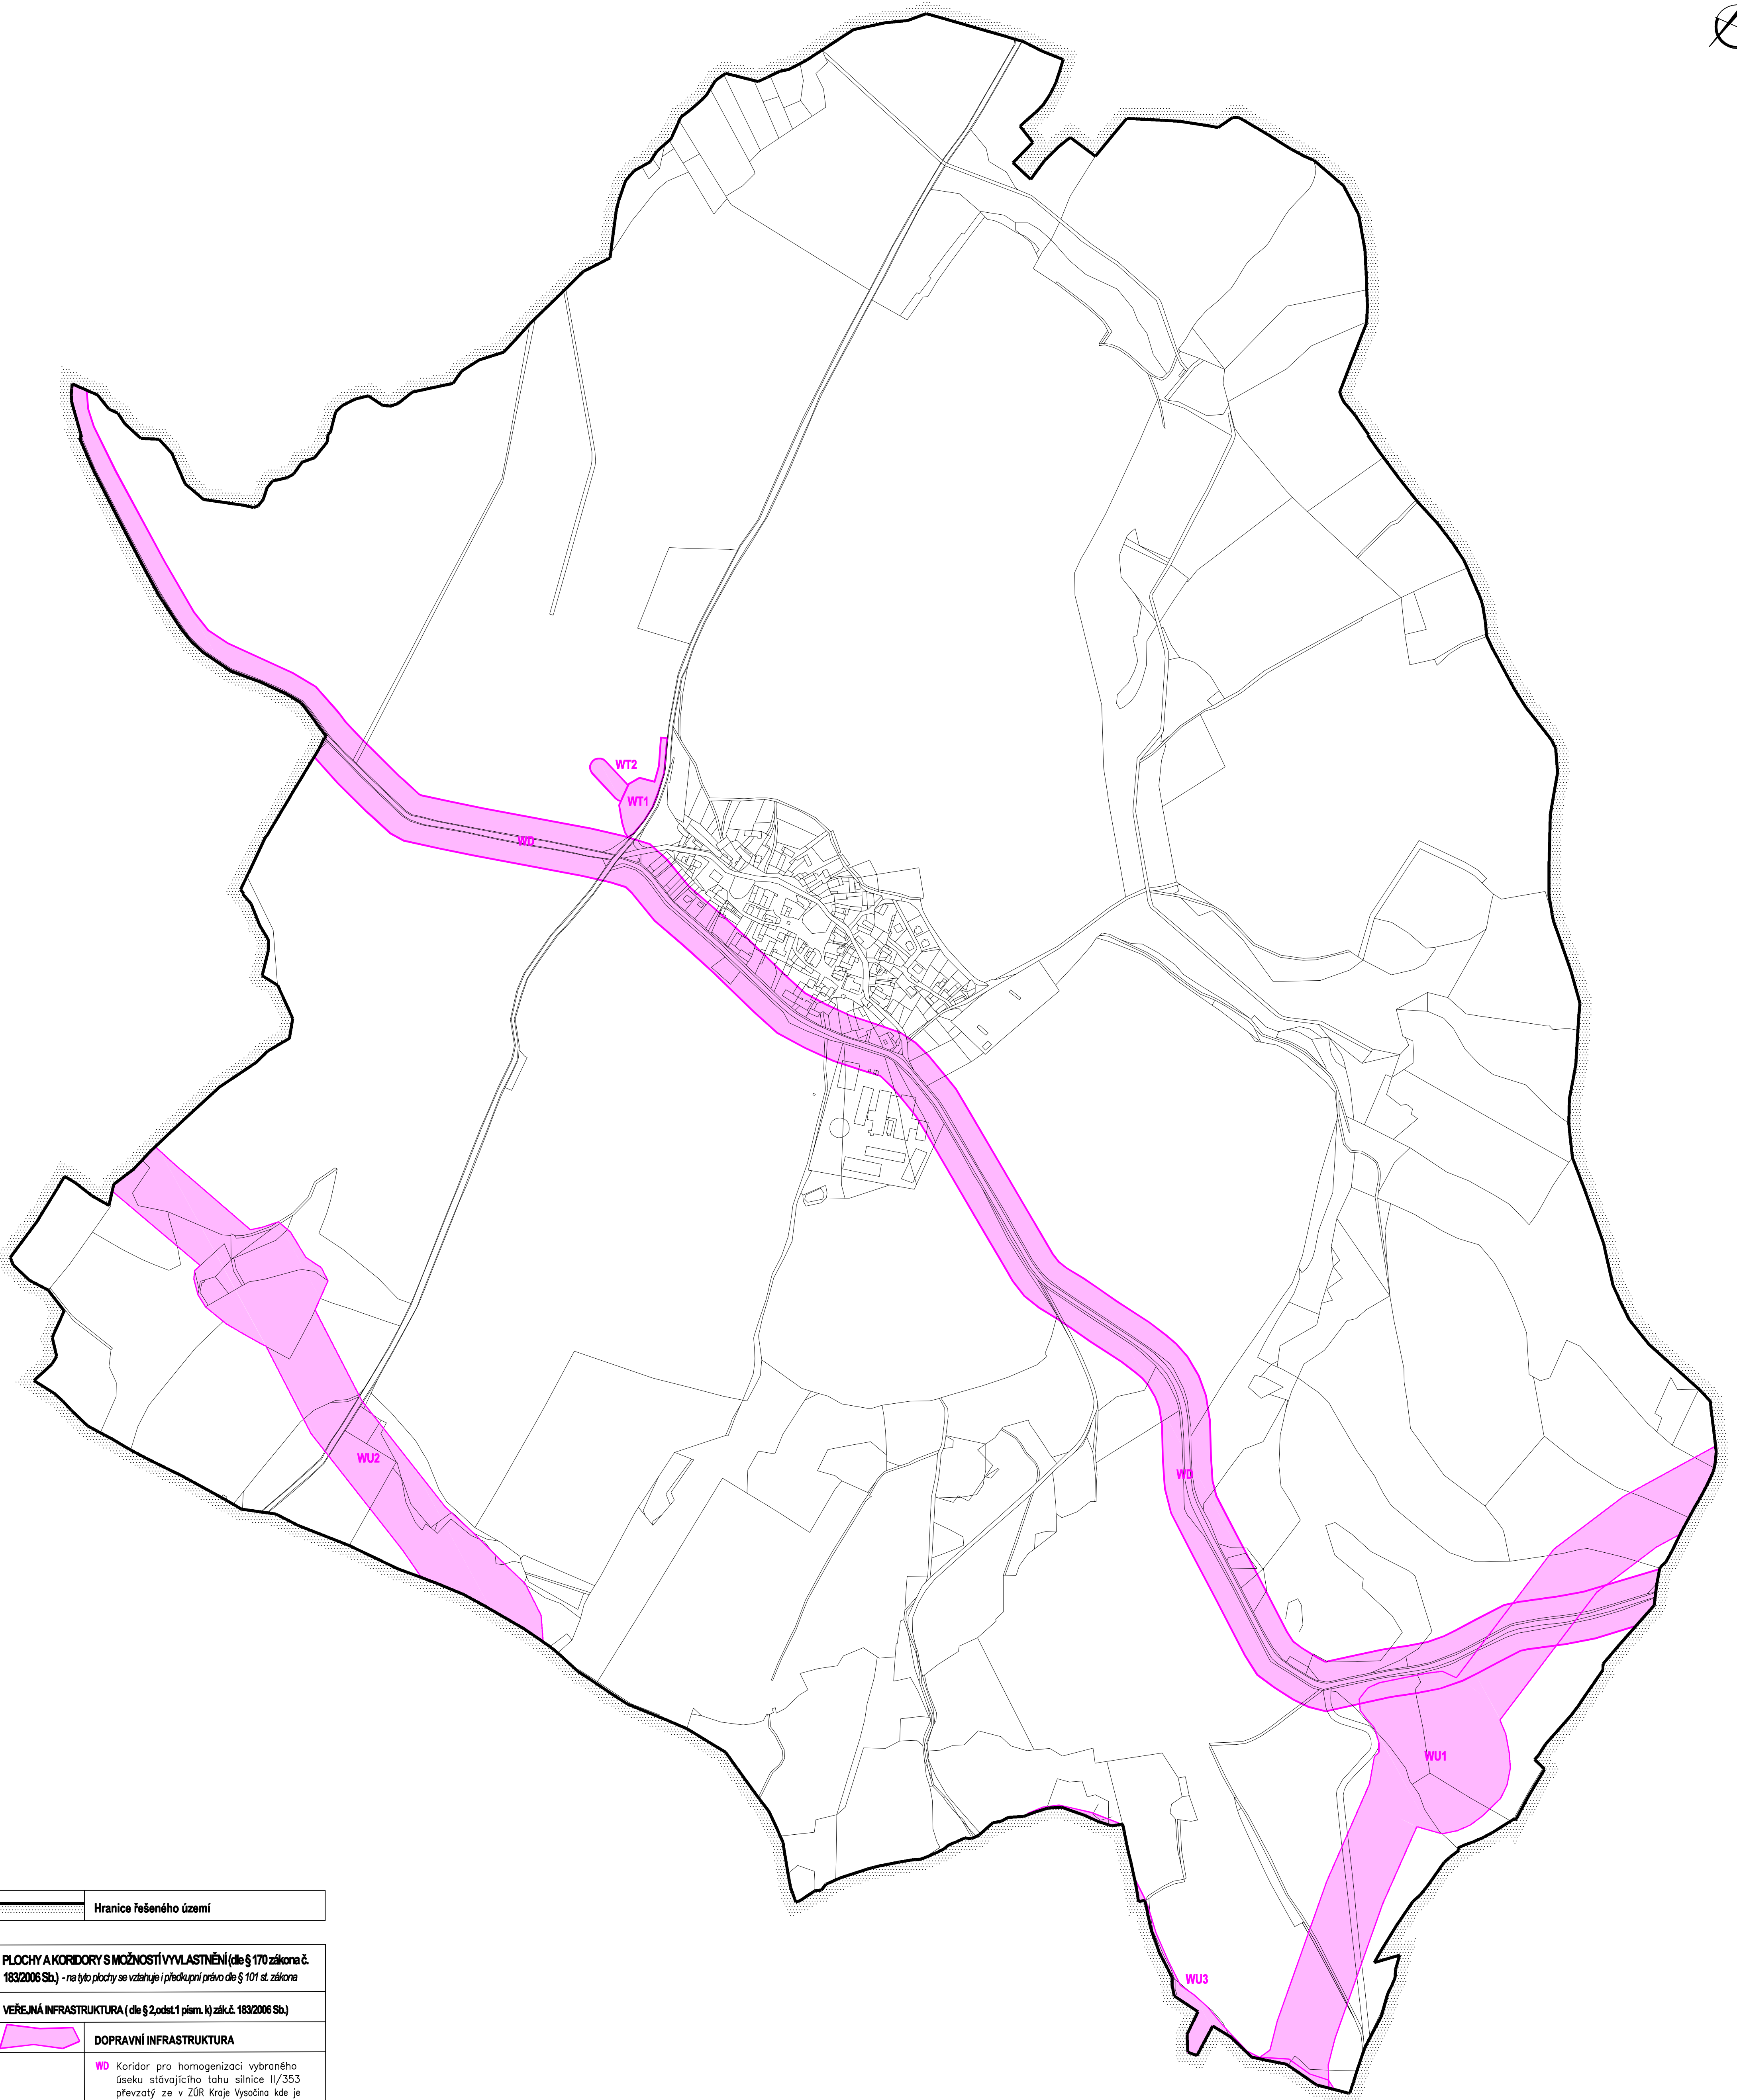 WT2
WT1
WD
WU2
WD
WU1
WU3
Hranice řešeného území
PLOCHY A KORIDORY S MOŽNOSTÍ VYVLASTNĚNÍ (dle § 170 zákona č.
183/2006 Sb.) - na tyto plochy se vztahuje i předkupní právo dle § 101 st. zákona
VEŘEJNÁ INFRASTRUKTURA ( dle § 2,odst.1 písm. k) zák.č. 183/2006 Sb.)
DOPRAVNÍ INFRASTRUKTURA
WD Koridor pro homogenizaci vybraného
úseku stávajícího tahu silnice II/353
převzatý ze v ZÚR Kraje Vysočina kde je